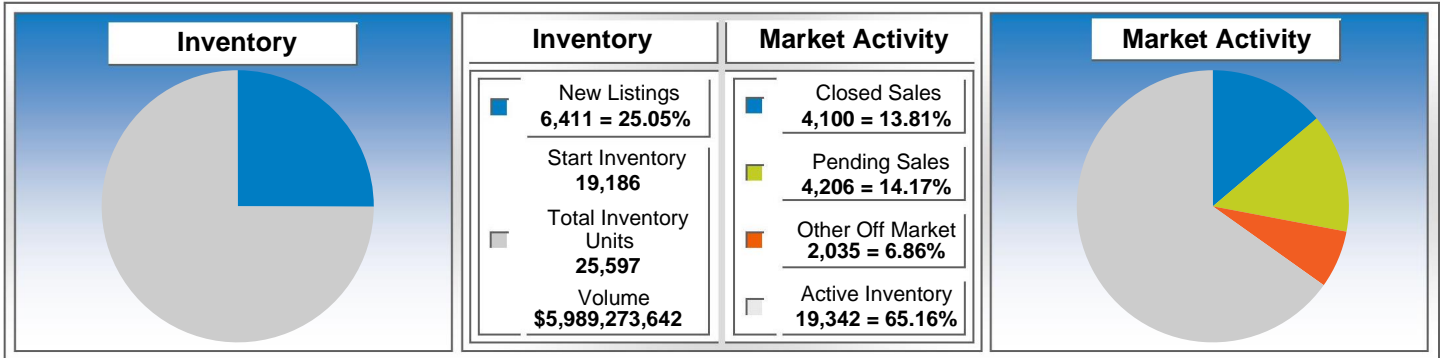 Inventory
Inventory
New Listings
6,411 = 25.05%
Start Inventory
19,186
Total Inventory
Units
25,597
Volume
$5,989,273,642
Market Activity
Closed Sales
4,100 = 13.81%
Pending Sales
4,206 = 14.17%
Other Off Market
2,035 = 6.86%
Active Inventory
19,342 = 65.16%
Market Activity